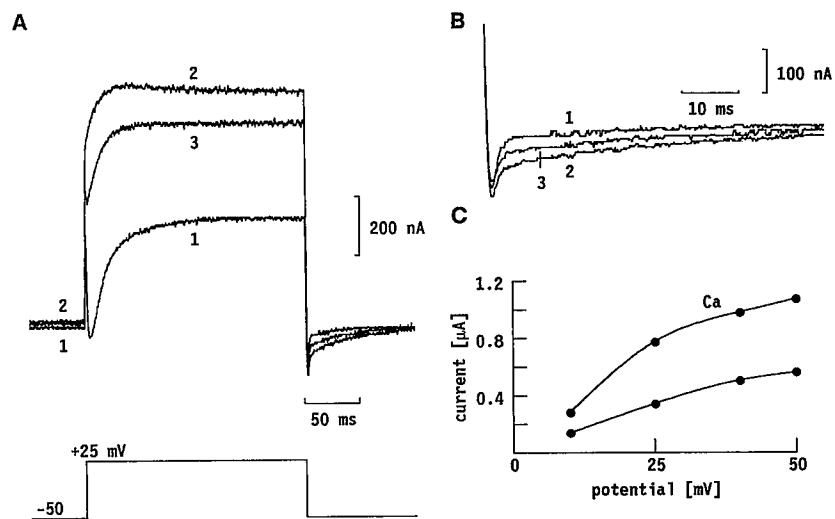 A
2
3
200 nA
1
2
1
50 ms
+25 mV
-50
B
100 nA
10 ms
1
3
2
C
1.2
Ca
0.8
0.4
current [µA]
0
25
50
potential [mV]